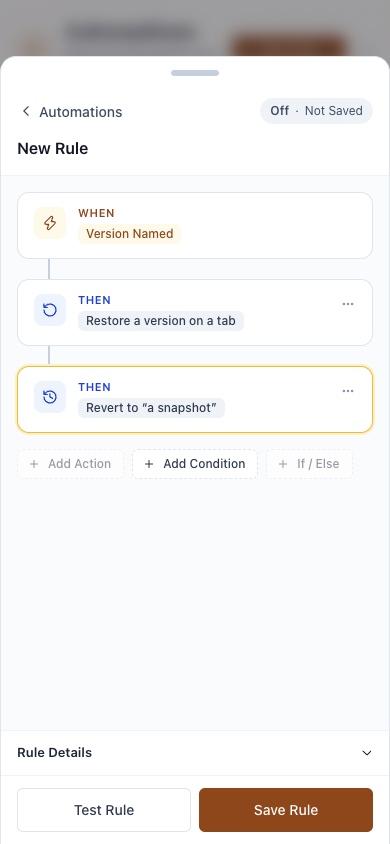 Automations
Off · Not Saved
New Rule
WHEN
Version Named
THEN
Restore a version on a tab
THEN
Revert to “a snapshot”
Add Action
Add Condition
If / Else
Rule Details
Test Rule
Save Rule